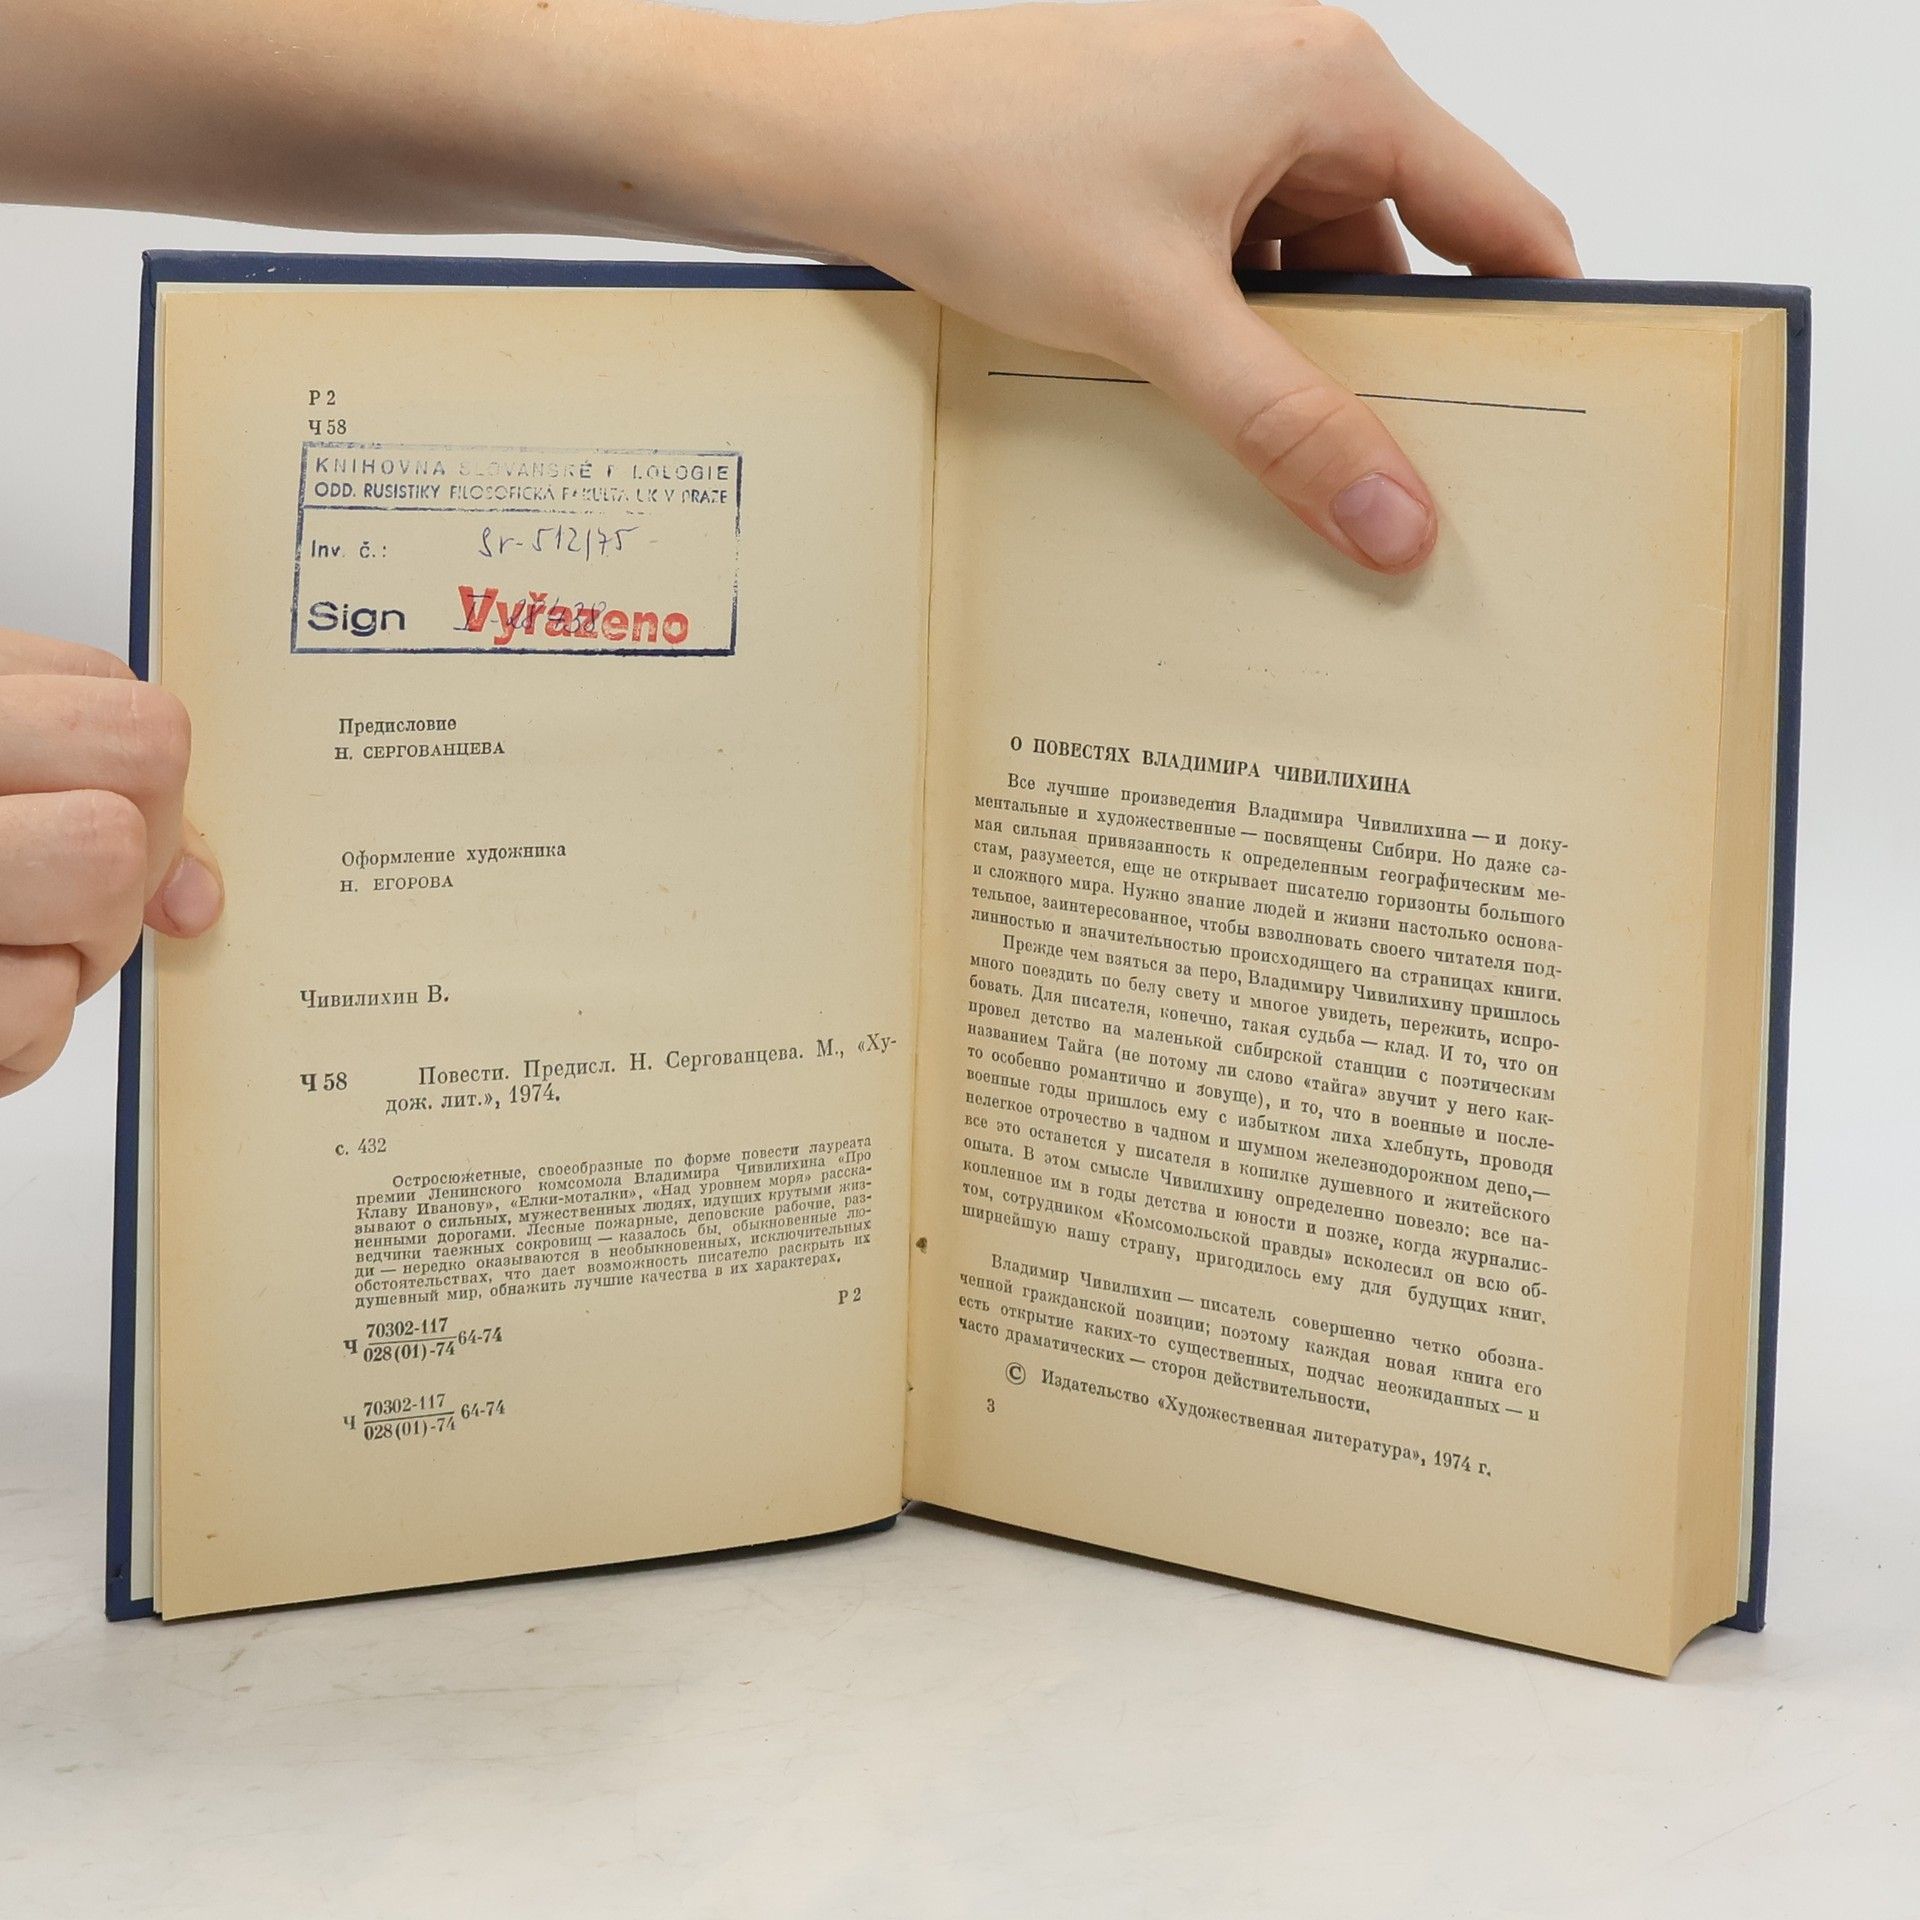 Р 2
Ч 58
KNIHOVNA SLOVANSKÉ F LOLOGIE
ODD. RUSISTIKY FILOSOFICKÁ FAKULTA UK V PRAZE
Inv. č.: Sr-512/75
Sign I-28438 Vyřazeno
Предисловие
Н. СЕРГОВАНЦЕВА
Оформление художника
Н. ЕГОРОВА
Чивилихин В.
Ч 58 Повести. Предисл. Н. Сергованцева. М., «Ху-
дож. лит.», 1974.
с. 432
Остросюжетные, своеобразные по форме повести лауреата
премии Ленинского комсомола Владимира Чивилихина «Про
Клаву Иванову», «Елки-моталки», «Над уровнем моря» расска-
зывают о сильных, мужественных людях, идущих крутыми жиз-
ненными дорогами. Лесные пожарные, деповские рабочие, раз-
ведчики таежных сокровищ — казалось бы, обыкновенные лю-
ди — нередко оказываются в необыкновенных, исключительных
обстоятельствах, что дает возможность писателю раскрыть их
душевный мир, обнажить лучшие качества в их характерах.
Р 2
Ч 70302-117
028(01)-74 64-74
Ч 70302-117
028(01)-74 64-74
О ПОВЕСТЯХ ВЛАДИМИРА ЧИВИЛИХИНА
Все лучшие произведения Владимира Чивилихина — и доку-
ментальные и художественные — посвящены Сибири. Но даже са-
мая сильная привязанность к определенным географическим ме-
стам, разумеется, еще не открывает писателю горизонты большого
и сложного мира. Нужно знание людей и жизни настолько основа-
тельное, заинтересованное, чтобы взволновать своего читателя под-
линностью и значительностью происходящего на страницах книги.
Прежде чем взяться за перо, Владимиру Чивилихину пришлось
много поездить по белу свету и многое увидеть, пережить, испро-
бовать. Для писателя, конечно, такая судьба — клад. И то, что он
провел детство на маленькой сибирской станции с поэтическим
названием Тайга (не потому ли слово «тайга» звучит у него как-
то особенно романтично и зовуще), и то, что в военные и после-
военные годы пришлось ему с избытком лиха хлебнуть, проводя
нелегкое отрочество в чадном и шумном железнодорожном депо,—
все это останется у писателя в копилке душевного и житейского
опыта. В этом смысле Чивилихину определенно повезло: все на-
копленное им в годы детства и юности и позже, когда журналис-
том, сотрудником «Комсомольской правды» исколесил он всю об-
ширнейшую нашу страну, пригодилось ему для будущих книг.
Владимир Чивилихин — писатель совершенно четко обозна-
ченной гражданской позиции; поэтому каждая новая книга его
есть открытие каких-то существенных, подчас неожиданных — и
часто драматических — сторон действительности.
© Издательство «Художественная литература», 1974 г.
3